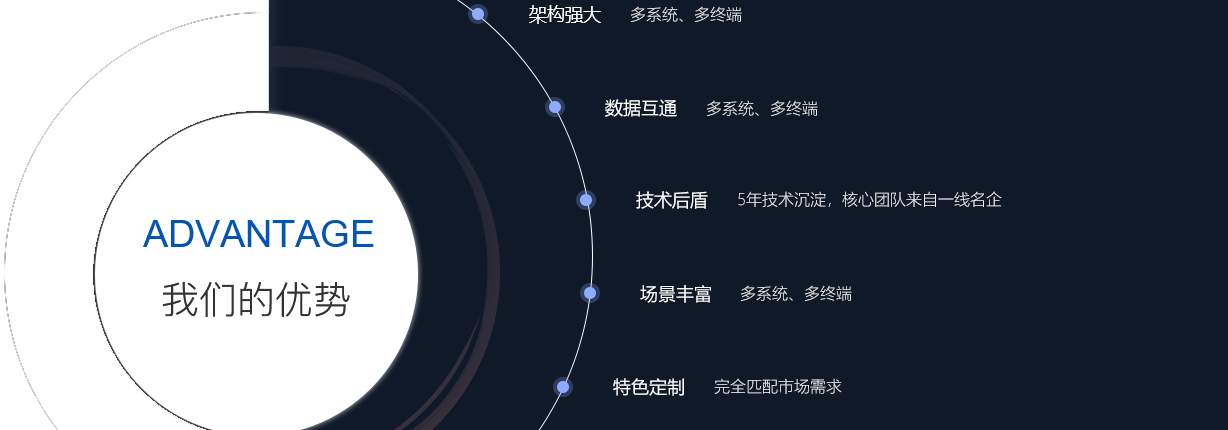 ADVANTAGE
我们的优势
架构强大 多系统、多终端
数据互通 多系统、多终端
技术后盾 5年技术沉淀，核心团队来自一线名企
场景丰富 多系统、多终端
特色定制 完全匹配市场需求